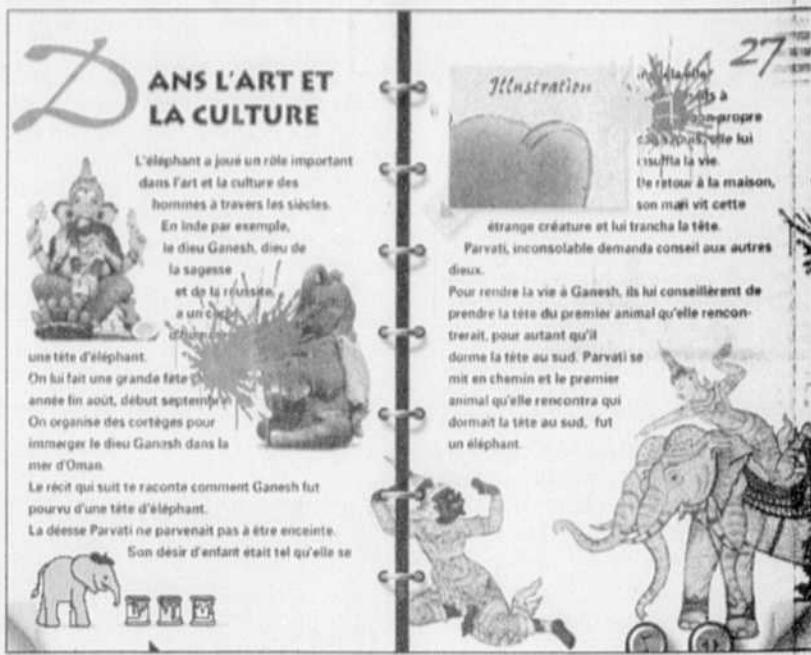 DANS L'ART ET
LA CULTURE
L'éléphant a joué un rôle important
dans l'art et la culture des
hommes à travers les siècles.
En Inde par exemple,
le dieu Ganesh, dieu de
la sagesse
et de la réussite,
a un
une tête d'éléphant.
On lui fait une grande fête
année fin août, début septembre
On organise des cortèges pour
immerger le dieu Ganesh dans la
mer d'Oman.
Le récit qui suit te raconte comment Ganesh fut
pourvu d'une tête d'éléphant.
La déesse Parvati ne parvenait pas à être enceinte.
Son désir d'enfant était tel qu'elle se
27
Illustration
à
propre
elle lui
insuffla la vie.
De retour à la maison,
son mari vit cette
étrange créature et lui trancha la tête.
Parvati, inconsolable demanda conseil aux autres
dieux.
Pour rendre la vie à Ganesh, ils lui conseillèrent de
prendre la tête du premier animal qu'elle rencon-
trerait, pour autant qu'il
dorme la tête au sud. Parvati se
mit en chemin et le premier
animal qu'elle rencontra qui
dormait la tête au sud, fut
un éléphant.